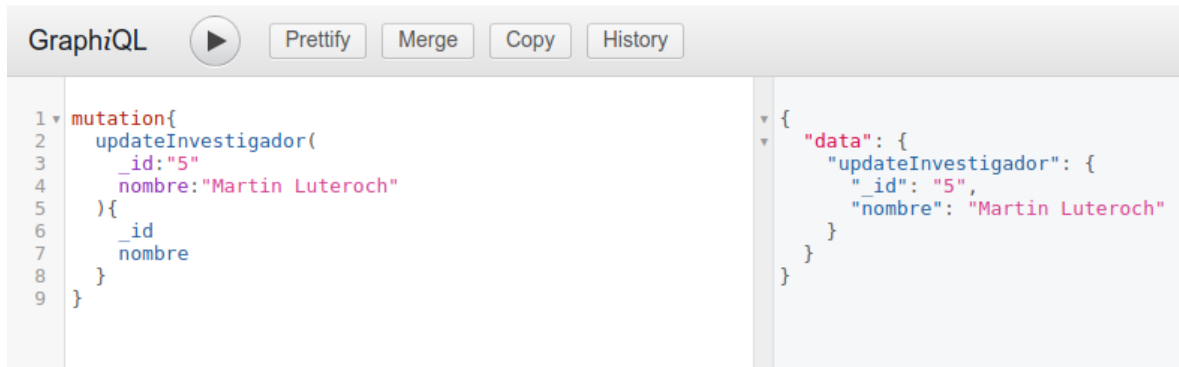 GraphiQL Prettify Merge Copy History
1 mutation{
2   updateInvestigador(
3     _id:"5"
4     nombre:"Martin Luteroch"
5   ){
6     _id
7     nombre
8   }
9 }
{
  "data": {
    "updateInvestigador": {
      "_id": "5",
      "nombre": "Martin Luteroch"
    }
  }
}